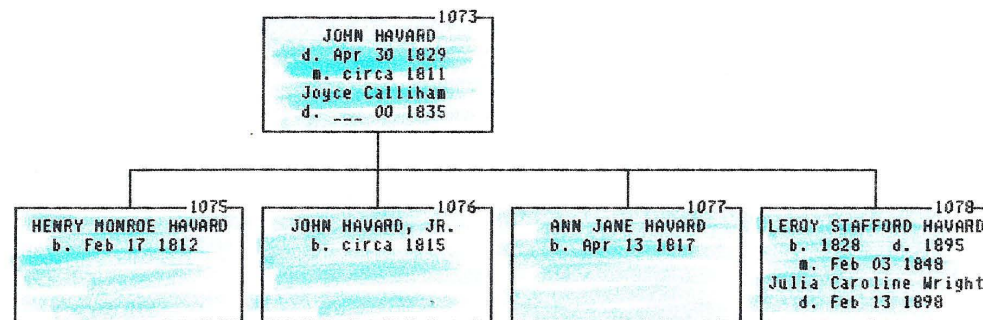 1073
JOHN HAVARD
d. Apr 30 1829
m. circa 1811
Joyce Calliham
d. ___ 00 1835
1075
HENRY MONROE HAVARD
b. Feb 17 1812
1076
JOHN HAVARD, JR.
b. circa 1815
1077
ANN JANE HAVARD
b. Apr 13 1817
1078
LEROY STAFFORD HAVARD
b. 1828 d. 1895
m. Feb 03 1848
Julia Caroline Wright
d. Feb 13 1898